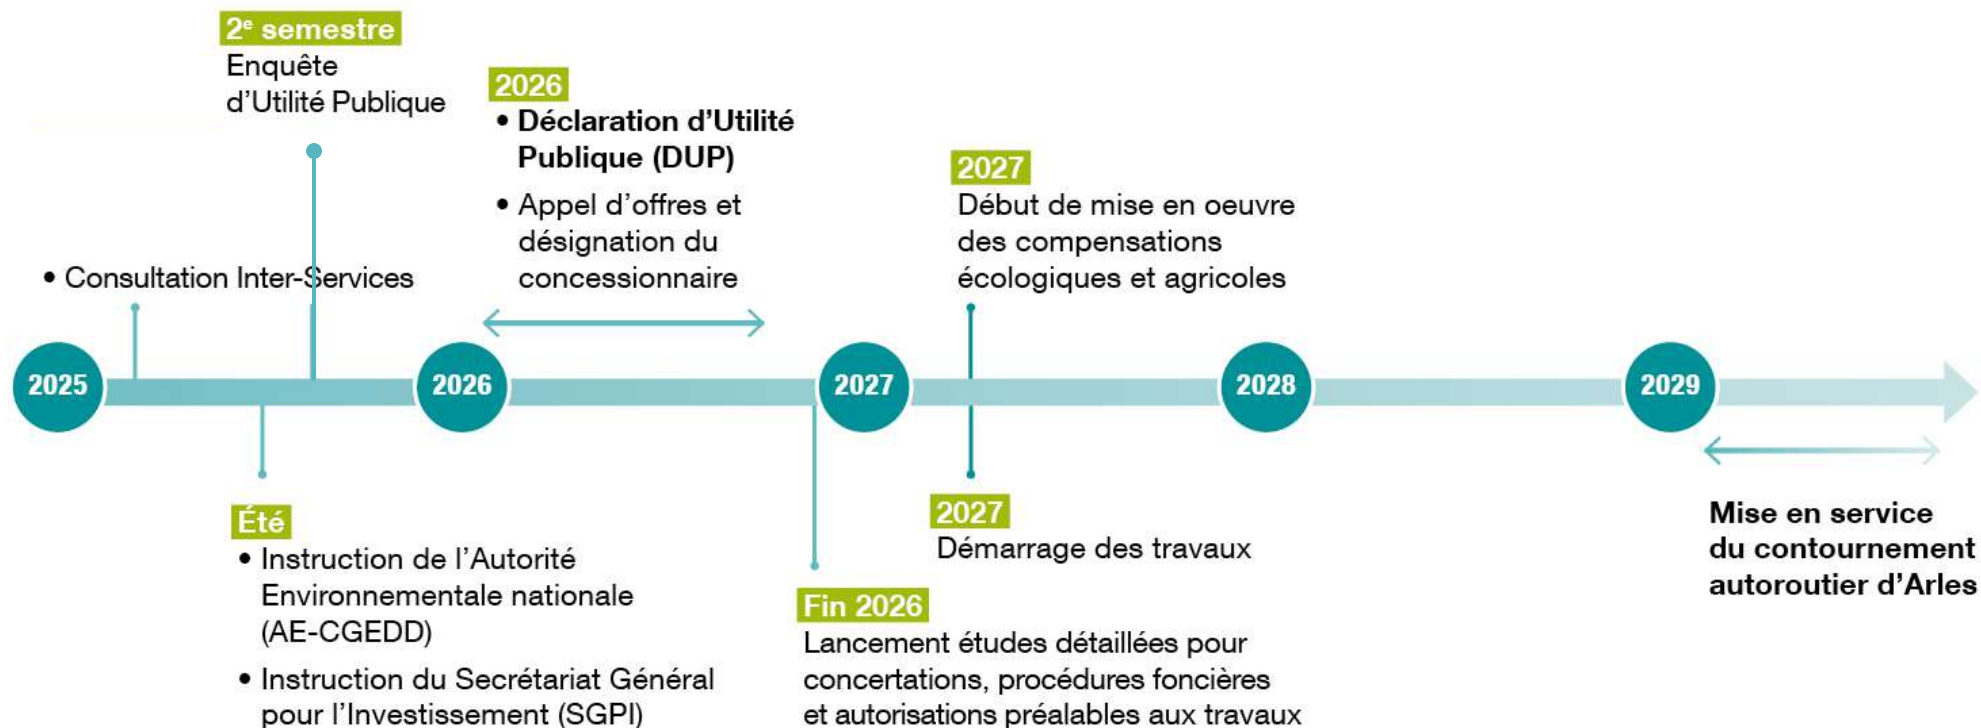 2e semestre
Enquête
d'Utilité Publique
2026
• Déclaration d'Utilité
Publique (DUP)
• Appel d'offres et
désignation du
concessionnaire
2027
Début de mise en oeuvre
des compensations
écologiques et agricoles
• Consultation Inter-Services
2025
2026
2027
2028
2029
Été
• Instruction de l'Autorité
Environnementale nationale
(AE-CGEDD)
• Instruction du Secrétariat Général
pour l'Investissement (SGPI)
Fin 2026
Lancement études détaillées pour
concertations, procédures foncières
et autorisations préalables aux travaux
2027
Démarrage des travaux
Mise en service
du contournement
autoroutier d'Arles